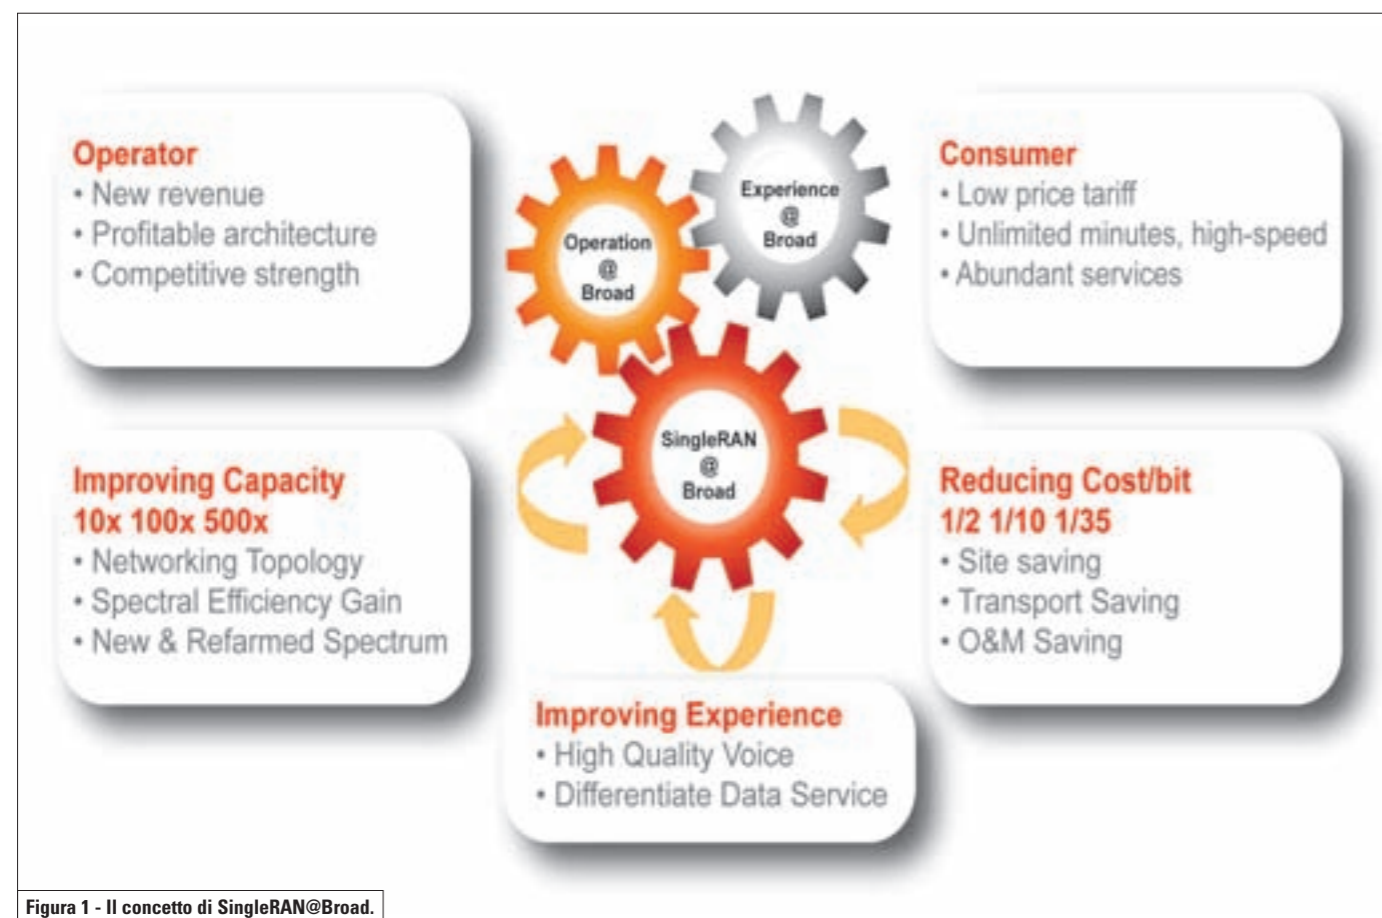 Operator
• New revenue
• Profitable architecture
• Competitive strength
Operation
@
Broad
Experience
@
Broad
Consumer
• Low price tariff
• Unlimited minutes, high-speed
• Abundant services
SingleRAN
@
Broad
Improving Capacity
10x 100x 500x
• Networking Topology
• Spectral Efficiency Gain
• New & Refarmed Spectrum
Reducing Cost/bit
1/2 1/10 1/35
• Site saving
• Transport Saving
• O&M Saving
Improving Experience
• High Quality Voice
• Differentiate Data Service
Figura 1 - Il concetto di SingleRAN@Broad.